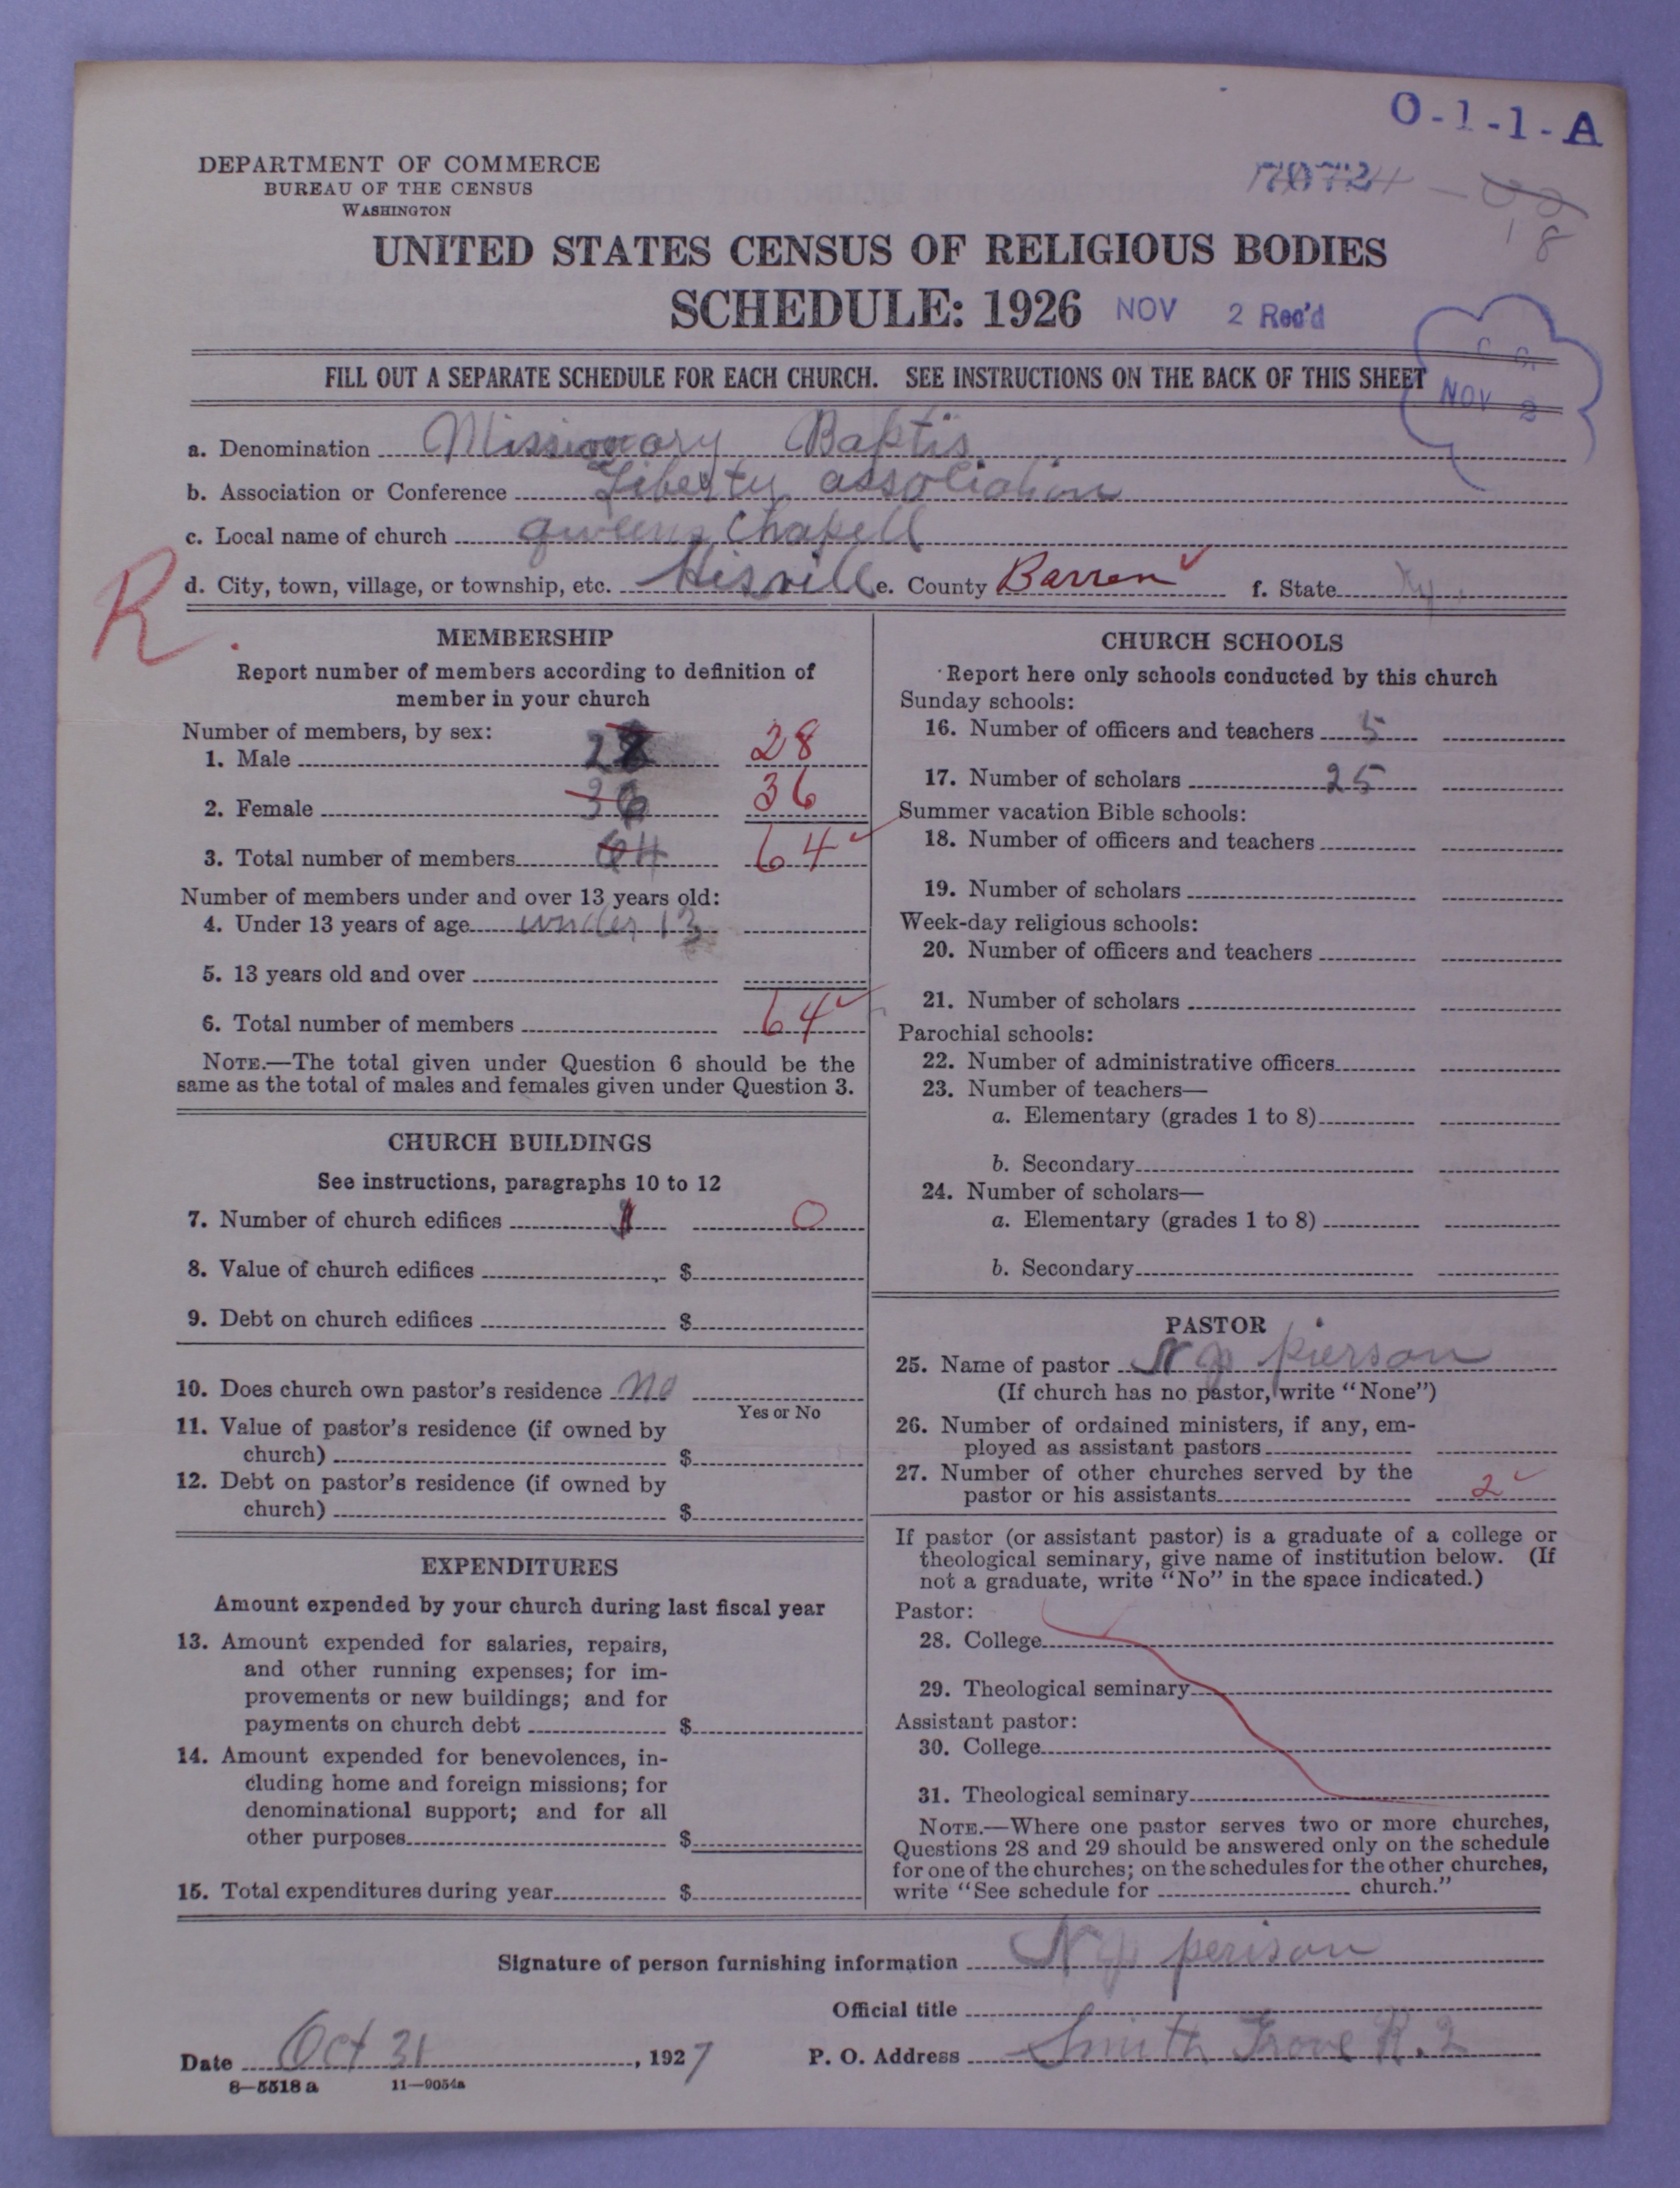 O-1-1-A
DEPARTMENT OF COMMERCE
BUREAU OF THE CENSUS
WASHINGTON
UNITED STATES CENSUS OF RELIGIOUS BODIES
SCHEDULE: 1926 NOV 2 Rec'd
FILL OUT A SEPARATE SCHEDULE FOR EACH CHURCH. SEE INSTRUCTIONS ON THE BACK OF THIS SHEET
NOV 2
a. Denomination Missionary Baptis
b. Association or Conference Liberty association
c. Local name of church chapell
R.
d. City, town, village, or township, etc. Hisvill e. County Barren f. State Ky.
MEMBERSHIP
Report number of members according to definition of
member in your church
Number of members, by sex:
1. Male 28 28
2. Female 36 36
3. Total number of members 64 64
Number of members under and over 13 years old:
4. Under 13 years of age under 13
5. 13 years old and over
6. Total number of members 64
NOTE.—The total given under Question 6 should be the
same as the total of males and females given under Question 3.
CHURCH BUILDINGS
See instructions, paragraphs 10 to 12
7. Number of church edifices 1 0
8. Value of church edifices $
9. Debt on church edifices $
10. Does church own pastor's residence no
Yes or No
11. Value of pastor's residence (if owned by
church) $
12. Debt on pastor's residence (if owned by
church) $
EXPENDITURES
Amount expended by your church during last fiscal year
13. Amount expended for salaries, repairs,
and other running expenses; for im-
provements or new buildings; and for
payments on church debt $
14. Amount expended for benevolences, in-
cluding home and foreign missions; for
denominational support; and for all
other purposes $
15. Total expenditures during year $
CHURCH SCHOOLS
Report here only schools conducted by this church
Sunday schools:
16. Number of officers and teachers 5
17. Number of scholars 25
Summer vacation Bible schools:
18. Number of officers and teachers
19. Number of scholars
Week-day religious schools:
20. Number of officers and teachers
21. Number of scholars
Parochial schools:
22. Number of administrative officers
23. Number of teachers—
a. Elementary (grades 1 to 8)
b. Secondary
24. Number of scholars—
a. Elementary (grades 1 to 8)
b. Secondary
PASTOR
25. Name of pastor N p pierson
(If church has no pastor, write "None")
26. Number of ordained ministers, if any, em-
ployed as assistant pastors
27. Number of other churches served by the
pastor or his assistants 2
If pastor (or assistant pastor) is a graduate of a college or
theological seminary, give name of institution below. (If
not a graduate, write "No" in the space indicated.)
Pastor:
28. College
29. Theological seminary
Assistant pastor:
30. College
31. Theological seminary
NOTE.—Where one pastor serves two or more churches,
Questions 28 and 29 should be answered only on the schedule
for one of the churches; on the schedules for the other churches,
write "See schedule for church."
Signature of person furnishing information N p perison
Official title
Date Oct 31, 1927 P. O. Address Smith Grove R. 2
8—5518 a 11—9054a